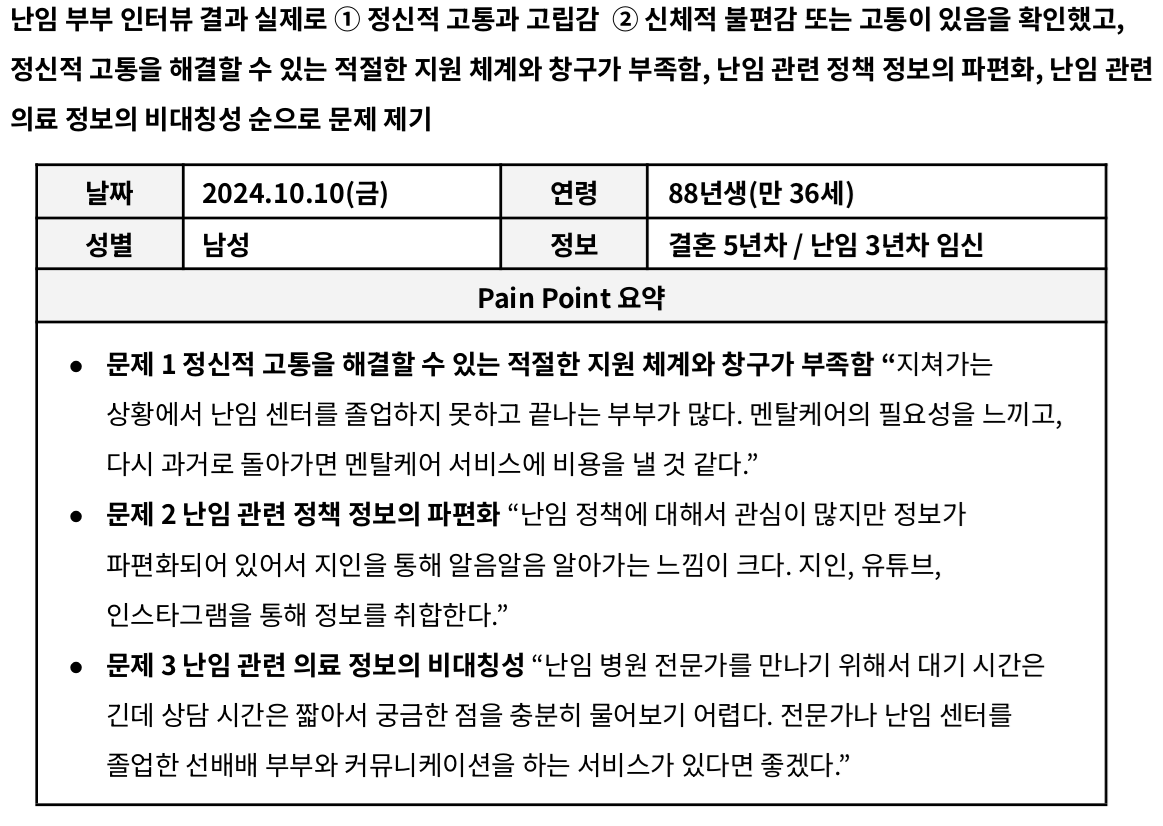 난임 부부 인터뷰 결과 실제로 ① 정신적 고통과 고립감 ② 신체적 불편감 또는 고통이 있음을 확인했고,
정신적 고통을 해결할 수 있는 적절한 지원 체계와 창구가 부족함, 난임 관련 정책 정보의 파편화, 난임 관련
의료 정보의 비대칭성 순으로 문제 제기
날짜 2024.10.10(금) 연령 88년생(만 36세)
성별 남성 정보 결혼 5년차 / 난임 3년차 임신
Pain Point 요약
● 문제 1 정신적 고통을 해결할 수 있는 적절한 지원 체계와 창구가 부족함 “지쳐가는
상황에서 난임 센터를 졸업하지 못하고 끝나는 부부가 많다. 멘탈케어의 필요성을 느끼고,
다시 과거로 돌아가면 멘탈케어 서비스에 비용을 낼 것 같다.”
● 문제 2 난임 관련 정책 정보의 파편화 “난임 정책에 대해서 관심이 많지만 정보가
파편화되어 있어서 지인을 통해 알음알음 알아가는 느낌이 크다. 지인, 유튜브,
인스타그램을 통해 정보를 취합한다.”
● 문제 3 난임 관련 의료 정보의 비대칭성 “난임 병원 전문가를 만나기 위해서 대기 시간은
긴데 상담 시간은 짧아서 궁금한 점을 충분히 물어보기 어렵다. 전문가나 난임 센터를
졸업한 선배배 부부와 커뮤니케이션을 하는 서비스가 있다면 좋겠다.”